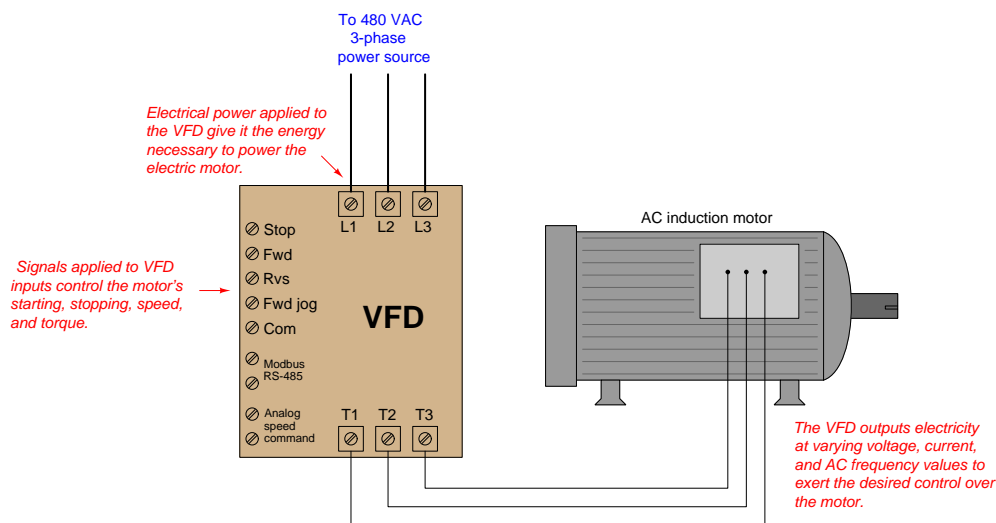 To 480 VAC
3-phase
power source
Electrical power applied to
the VFD give it the energy
necessary to power the
electric motor.
L1 L2 L3
Stop
Fwd
Rvs
Fwd jog
Com
Modbus
RS-485
Analog
speed
command
VFD
T1 T2 T3
Signals applied to VFD
inputs control the motor's
starting, stopping, speed,
and torque.
AC induction motor
The VFD outputs electricity
at varying voltage, current,
and AC frequency values to
exert the desired control over
the motor.